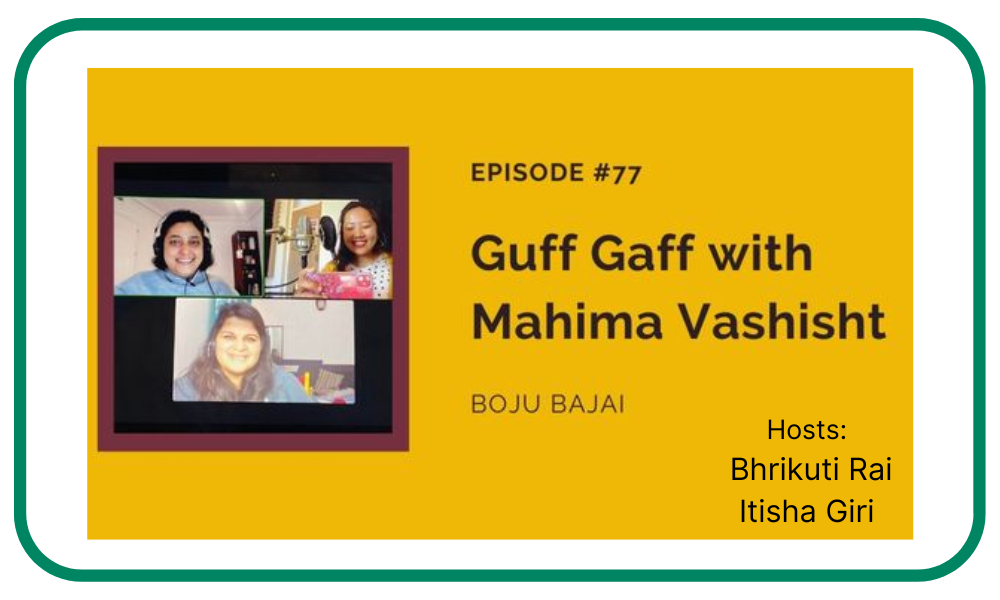 EPISODE #77
Guff Gaff with
Mahima Vashisht
BOJU BAJAI
Hosts:
Bhrikuti Rai
Itisha Giri